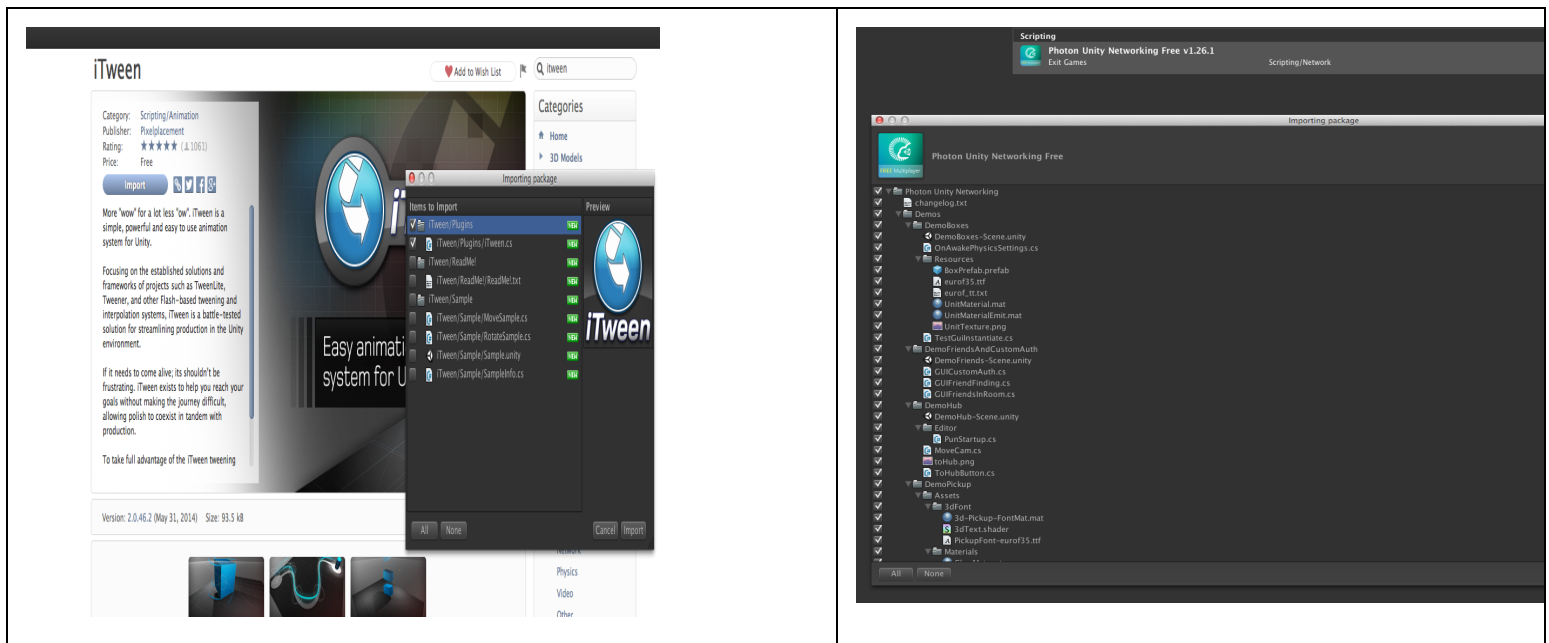 iTween
Add to Wish List
itween
Category: Scripting/Animation
Publisher: Pixelplacement
Rating: ★★★★★ (1061)
Price: Free
Import
More "wow" for a lot less "ow". iTween is a
simple, powerful and easy to use animation
system for Unity.
Focusing on the established solutions and
frameworks of projects such as TweenLite,
Tweener, and other Flash-based tweening and
interpolation systems, iTween is a battle-tested
solution for streamlining production in the Unity
environment.
If it needs to come alive; its shouldn't be
frustrating. iTween exists to help you reach your
goals without making the journey difficult,
allowing polish to coexist in tandem with
production.
To take full advantage of the iTween tweening
Easy animati
system for U
Version: 2.0.46.2 (May 31, 2014) Size: 93.5 kB
Categories
Home
3D Models
Importing package
Items to Import
Preview
iTween/Plugins NEW
iTween/Plugins/iTween.cs NEW
iTween/ReadMe! NEW
iTween/ReadMe!/ReadMe!.txt NEW
iTween/Sample NEW
iTween/Sample/MoveSample.cs NEW
iTween/Sample/RotateSample.cs NEW
iTween/Sample/Sample.unity NEW
iTween/Sample/SampleInfo.cs NEW
iTween
All
None
Cancel
Import
Network
Physics
Video
Other
Scripting
Photon Unity Networking Free v1.26.1
Exit Games
Scripting/Network
Importing package
FREE Multiplayer
Photon Unity Networking Free
Photon Unity Networking
changelog.txt
Demos
DemoBoxes
DemoBoxes-Scene.unity
OnAwakePhysicsSettings.cs
Resources
BoxPrefab.prefab
eurof35.ttf
eurof_tt.txt
UnitMaterial.mat
UnitMaterialEmit.mat
UnitTexture.png
TestGuiInstantiate.cs
DemoFriendsAndCustomAuth
DemoFriends-Scene.unity
GUICustomAuth.cs
GUIFriendFinding.cs
GUIFriendsInRoom.cs
DemoHub
DemoHub-Scene.unity
Editor
PunStartup.cs
MoveCam.cs
toHub.png
ToHubButton.cs
DemoPickup
Assets
3dFont
3d-Pickup-FontMat.mat
3dText.shader
PickupFont-eurof35.ttf
Materials
All
None